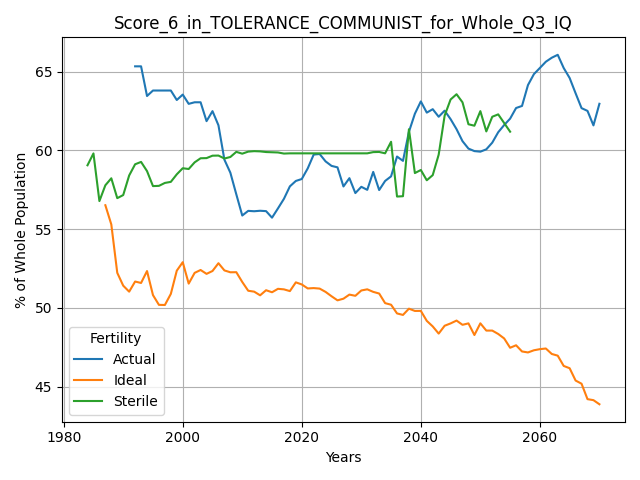 Score_6_in_TOLERANCE_COMMUNIST_for_Whole_Q3_IQ
% of Whole Population
65
60
55
50
45
Fertility
Actual
Ideal
Sterile
1980
2000
2020
2040
2060
Years